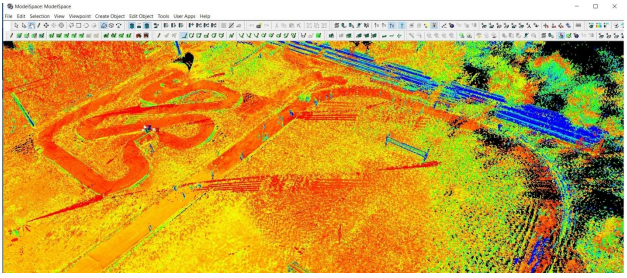 ModelSpace: ModelSpace
File Edit Selection View Viewpoint Create Object Edit Object Tools User Apps Help